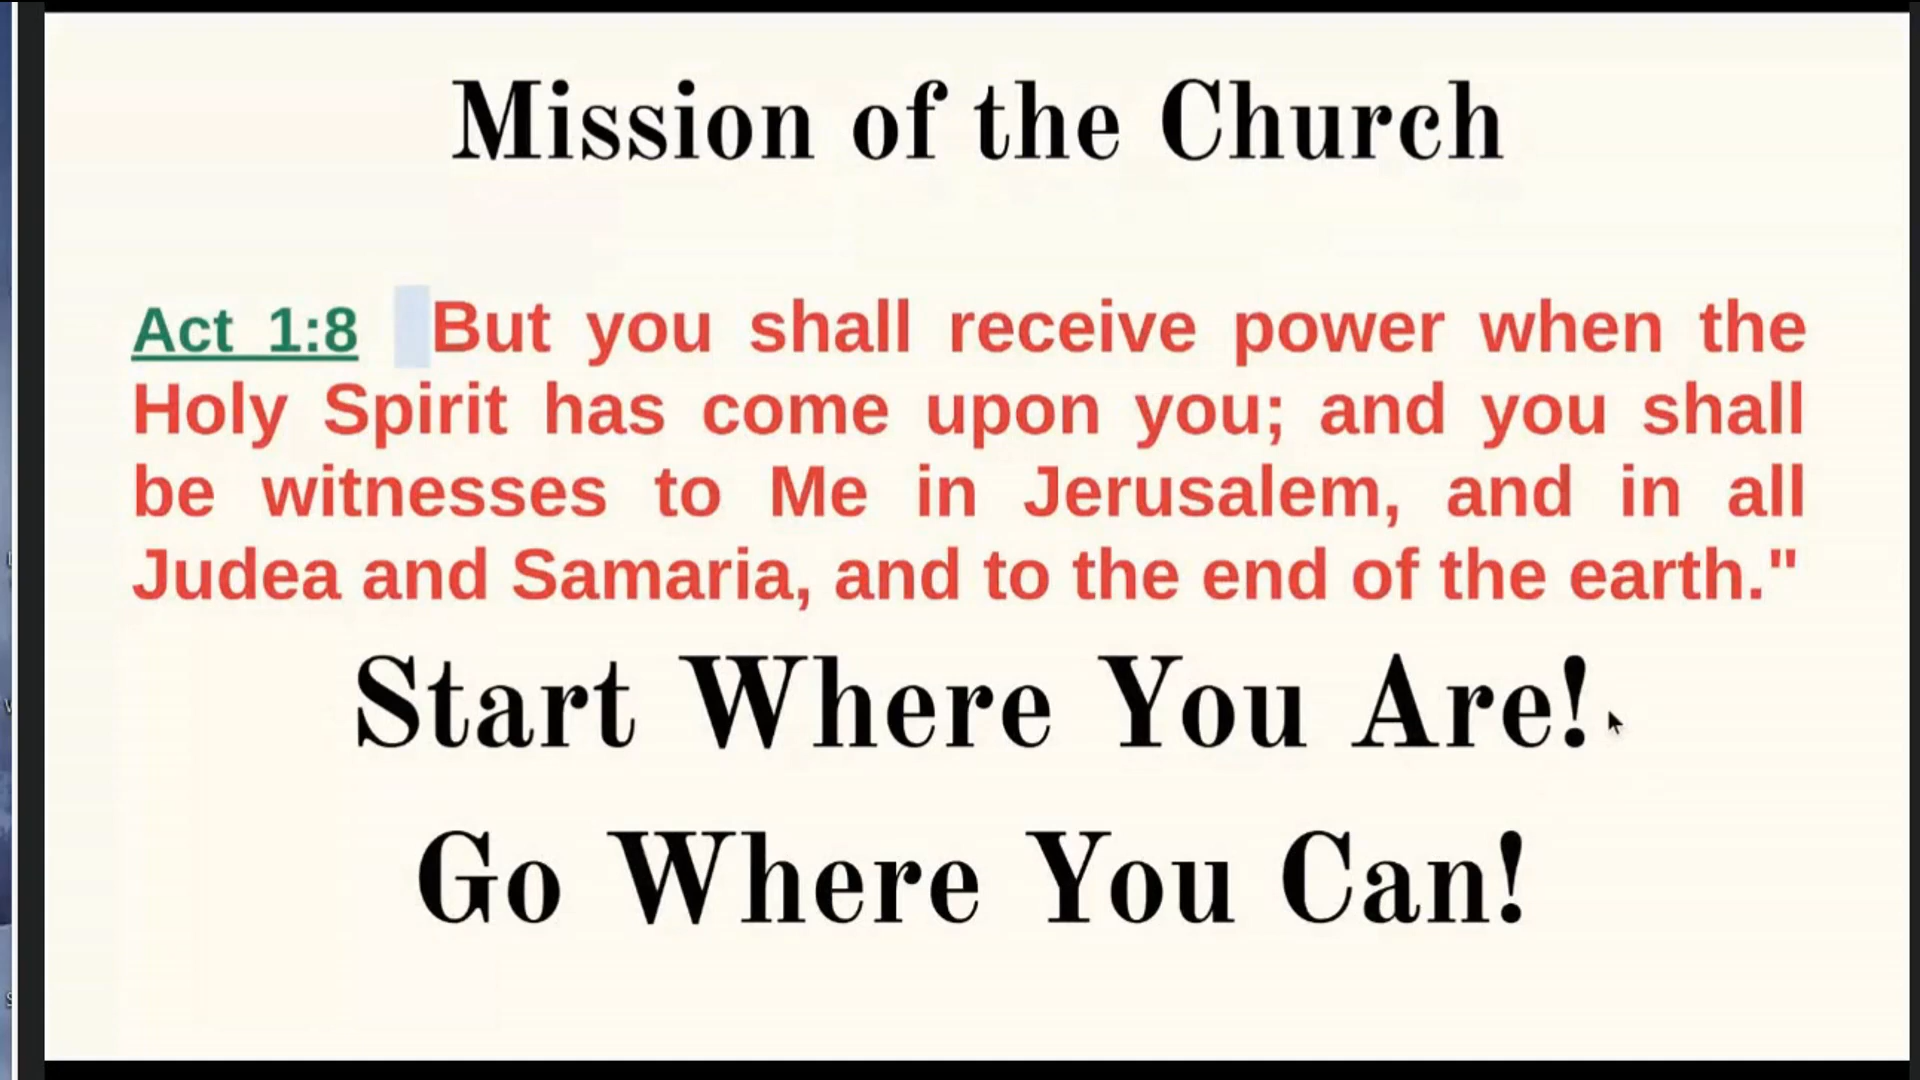 Mission of the Church
Act 1:8 But you shall receive power when the
Holy Spirit has come upon you; and you shall
be witnesses to Me in Jerusalem, and in all
Judea and Samaria, and to the end of the earth."
Start Where You Are!
Go Where You Can!